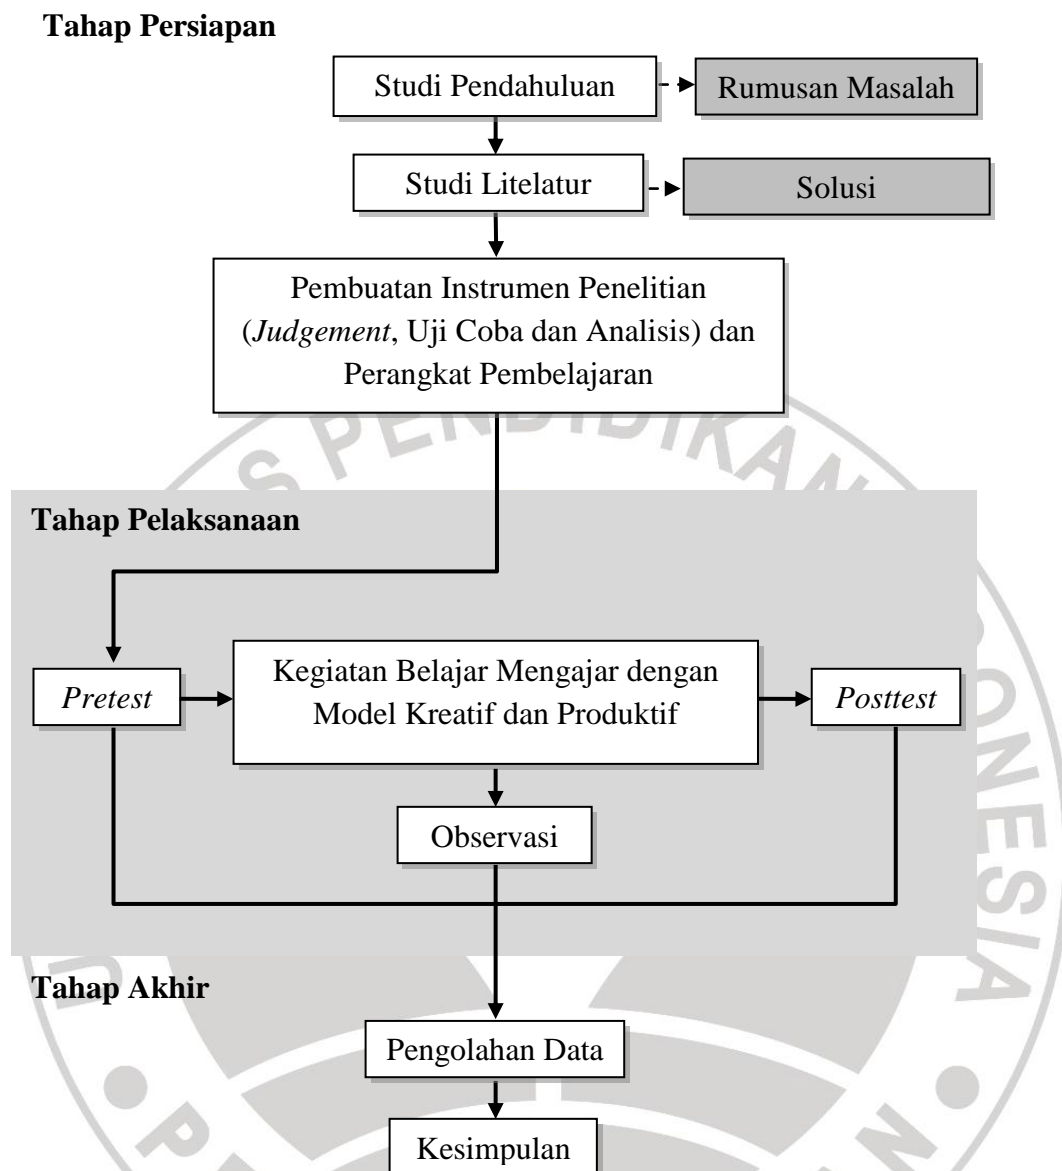 Tahap Persiapan
Studi Pendahuluan
Rumusan Masalah
Studi Litelatur
Solusi
Pembuatan Instrumen Penelitian
(Judgement, Uji Coba dan Analisis) dan
Perangkat Pembelajaran
S PENDIDIKAN
Tahap Pelaksanaan
Pretest
Kegiatan Belajar Mengajar dengan
Model Kreatif dan Produktif
Posttest
Observasi
ONESIA
Tahap Akhir
Pengolahan Data
Kesimpulan